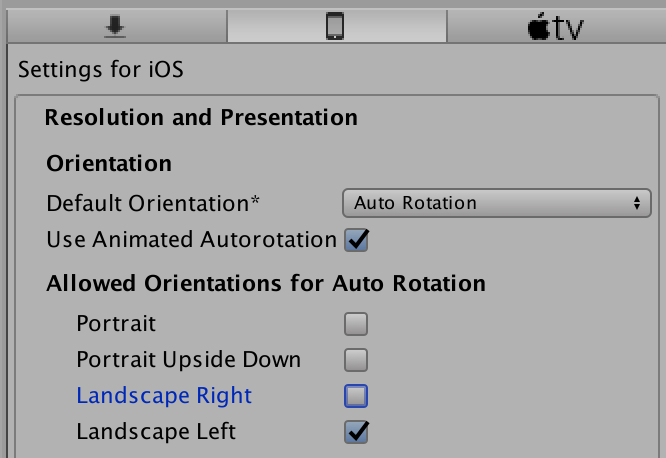 tv
Settings for iOS
Resolution and Presentation
Orientation
Default Orientation* Auto Rotation
Use Animated Autorotation
Allowed Orientations for Auto Rotation
Portrait
Portrait Upside Down
Landscape Right
Landscape Left